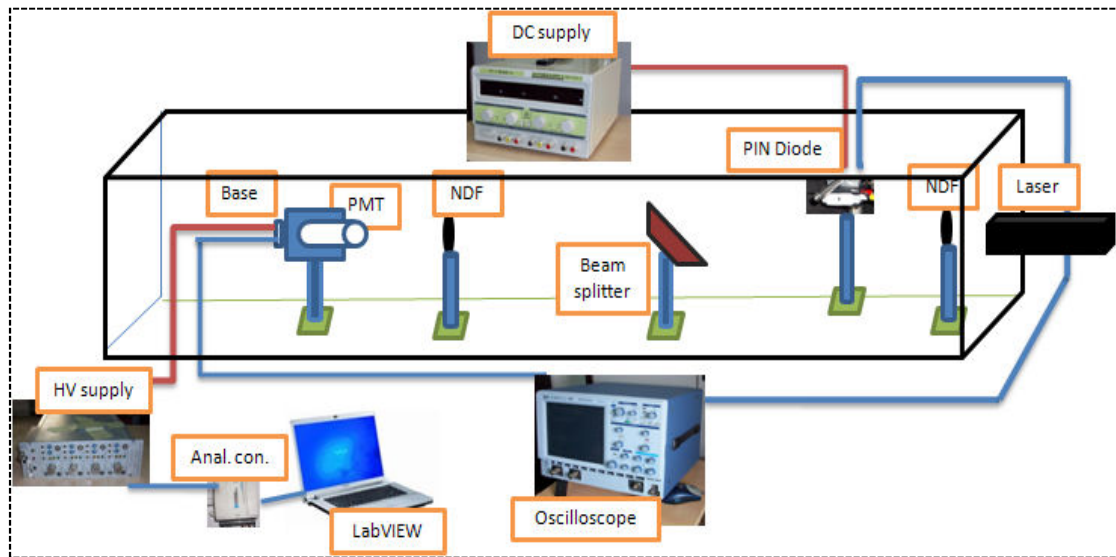 DC supply
PIN Diode
Base
PMT
NDF
NDF
Laser
Beam
splitter
HV supply
Anal. con.
LabVIEW
Oscilloscope